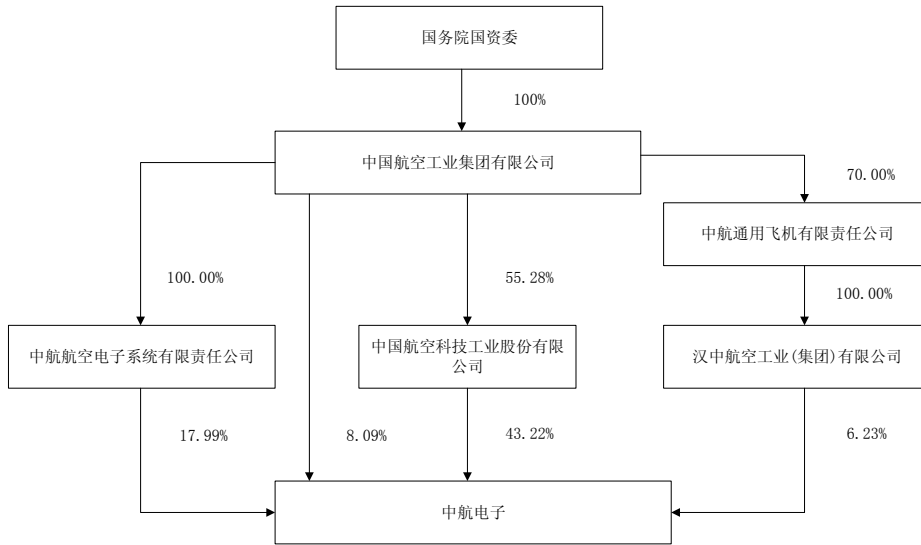 国务院国资委
100%
中国航空工业集团有限公司
70.00%
中航通用飞机有限责任公司
100.00%
55.28%
100.00%
中航航空电子系统有限责任公司
中国航空科技工业股份有限
公司
汉中航空工业(集团)有限公司
17.99%
8.09%
43.22%
6.23%
中航电子